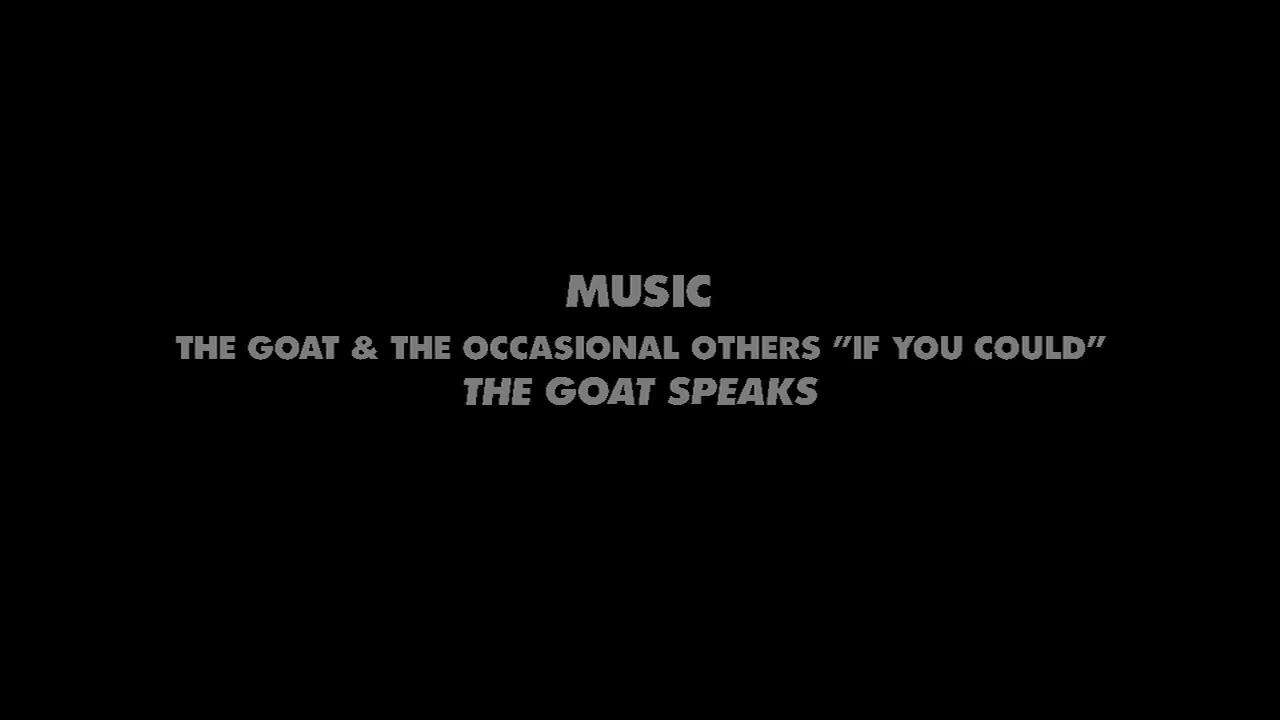 MUSIC
THE GOAT & THE OCCASIONAL OTHERS "IF YOU COULD"
THE GOAT SPEAKS